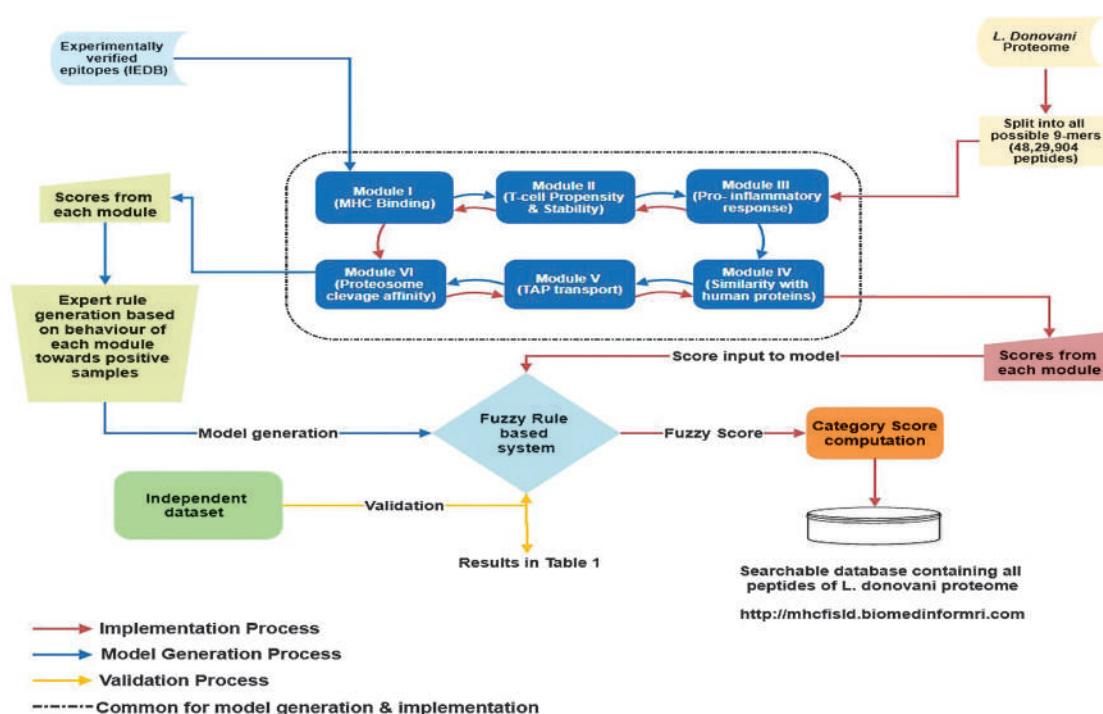 Experimentally
verified
epitopes (IEDB)
L. Donovani
Proteome
Split into all
possible 9-mers
(48,29,904
peptides)
Module I
(MHC Binding)
Module II
(T-cell Propensity
& Stability)
Module III
(Pro- inflammatory
response)
Scores from
each module
Module VI
(Proteosome
clevage affinity)
Module V
(TAP transport)
Module IV
(Similarity with
human proteins)
Expert rule
generation based
on behaviour of
each module
towards positive
samples
Score input to model
Scores from
each module
Model generation
Fuzzy Rule
based
system
Fuzzy Score
Category Score
computation
Independent
dataset
Validation
Results in Table 1
Searchable database containing all
peptides of L. donovani proteome
http://mhcfisld.biomedinformri.com
Implementation Process
Model Generation Process
Validation Process
Common for model generation & implementation